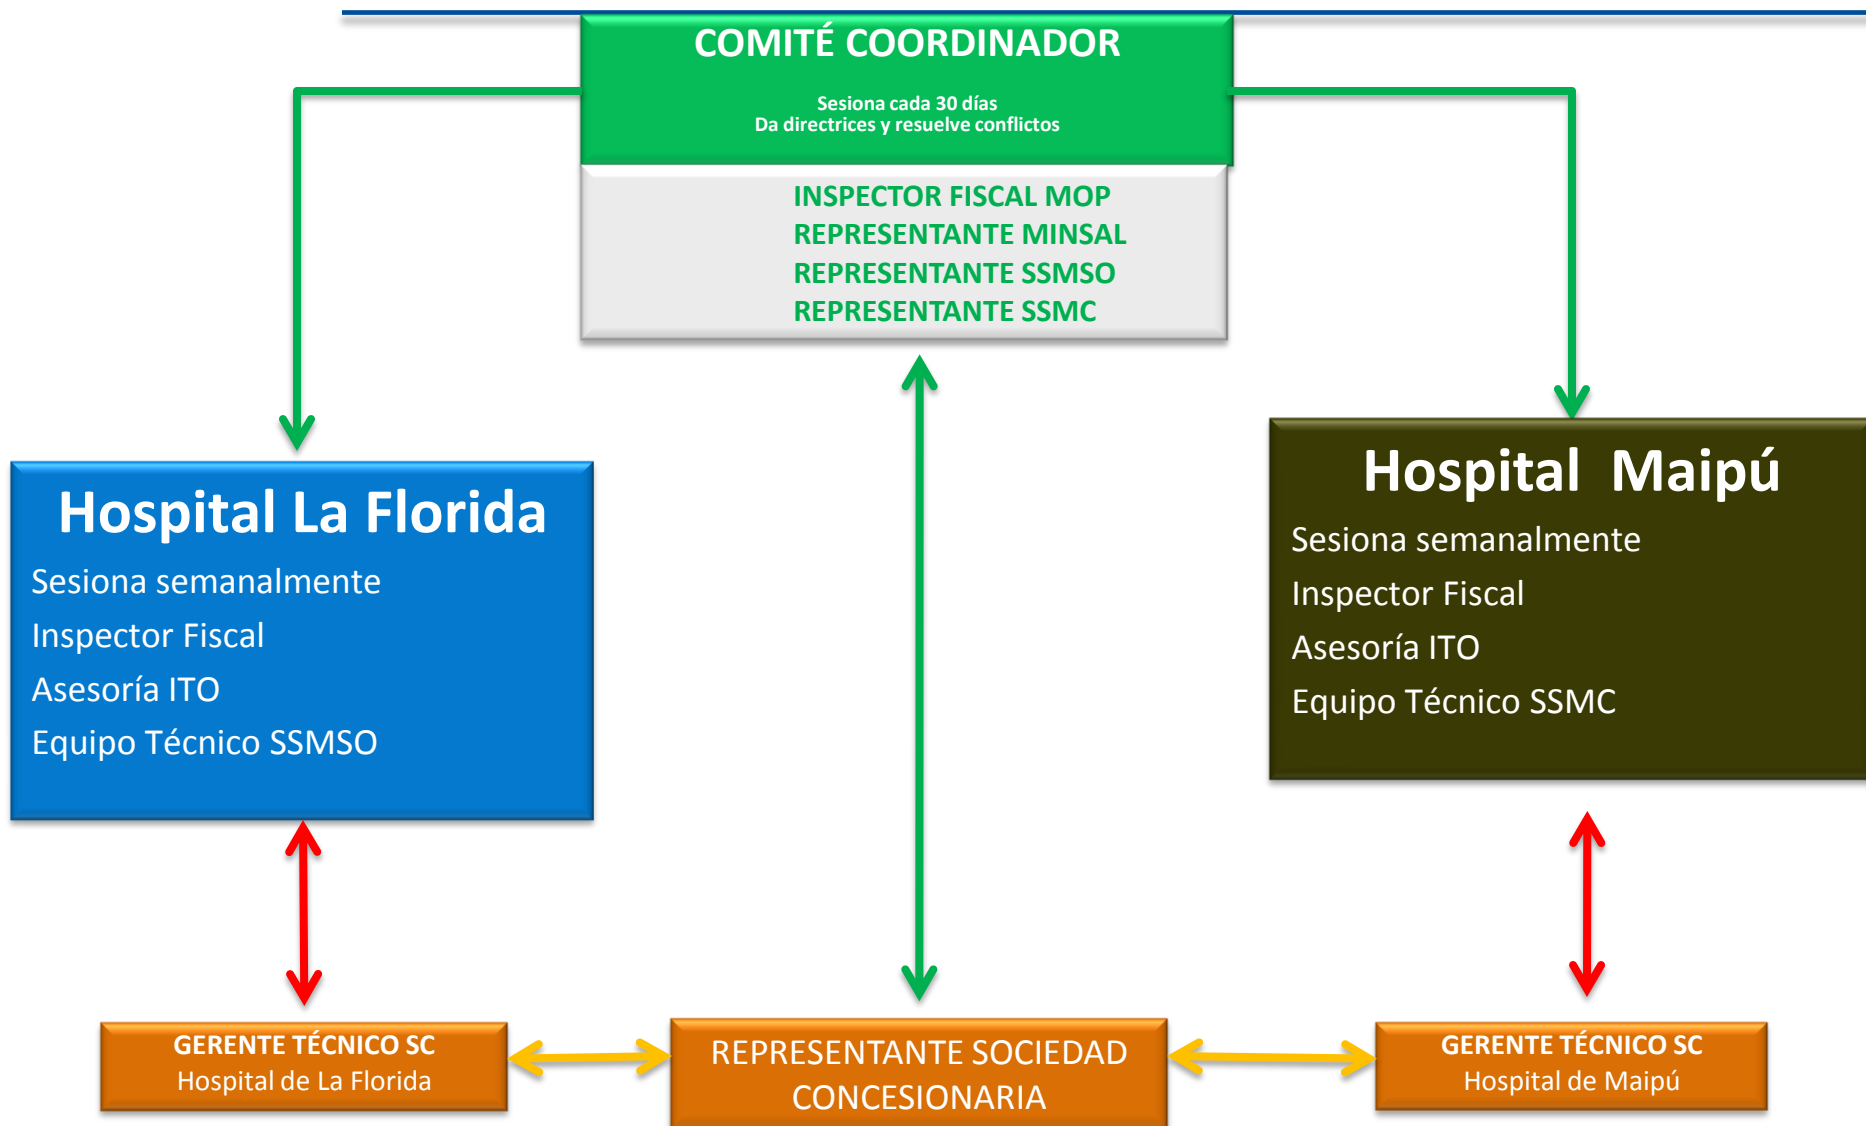 COMITÉ COORDINADOR
Sesiona cada 30 días
Da directrices y resuelve conflictos
INSPECTOR FISCAL MOP
REPRESENTANTE MINSAL
REPRESENTANTE SSMSO
REPRESENTANTE SSMC
Hospital La Florida
Sesiona semanalmente
Inspector Fiscal
Asesoría ITO
Equipo Técnico SSMSO
Hospital Maipú
Sesiona semanalmente
Inspector Fiscal
Asesoría ITO
Equipo Técnico SSMC
GERENTE TÉCNICO SC
Hospital de La Florida
REPRESENTANTE SOCIEDAD
CONCESIONARIA
GERENTE TÉCNICO SC
Hospital de Maipú